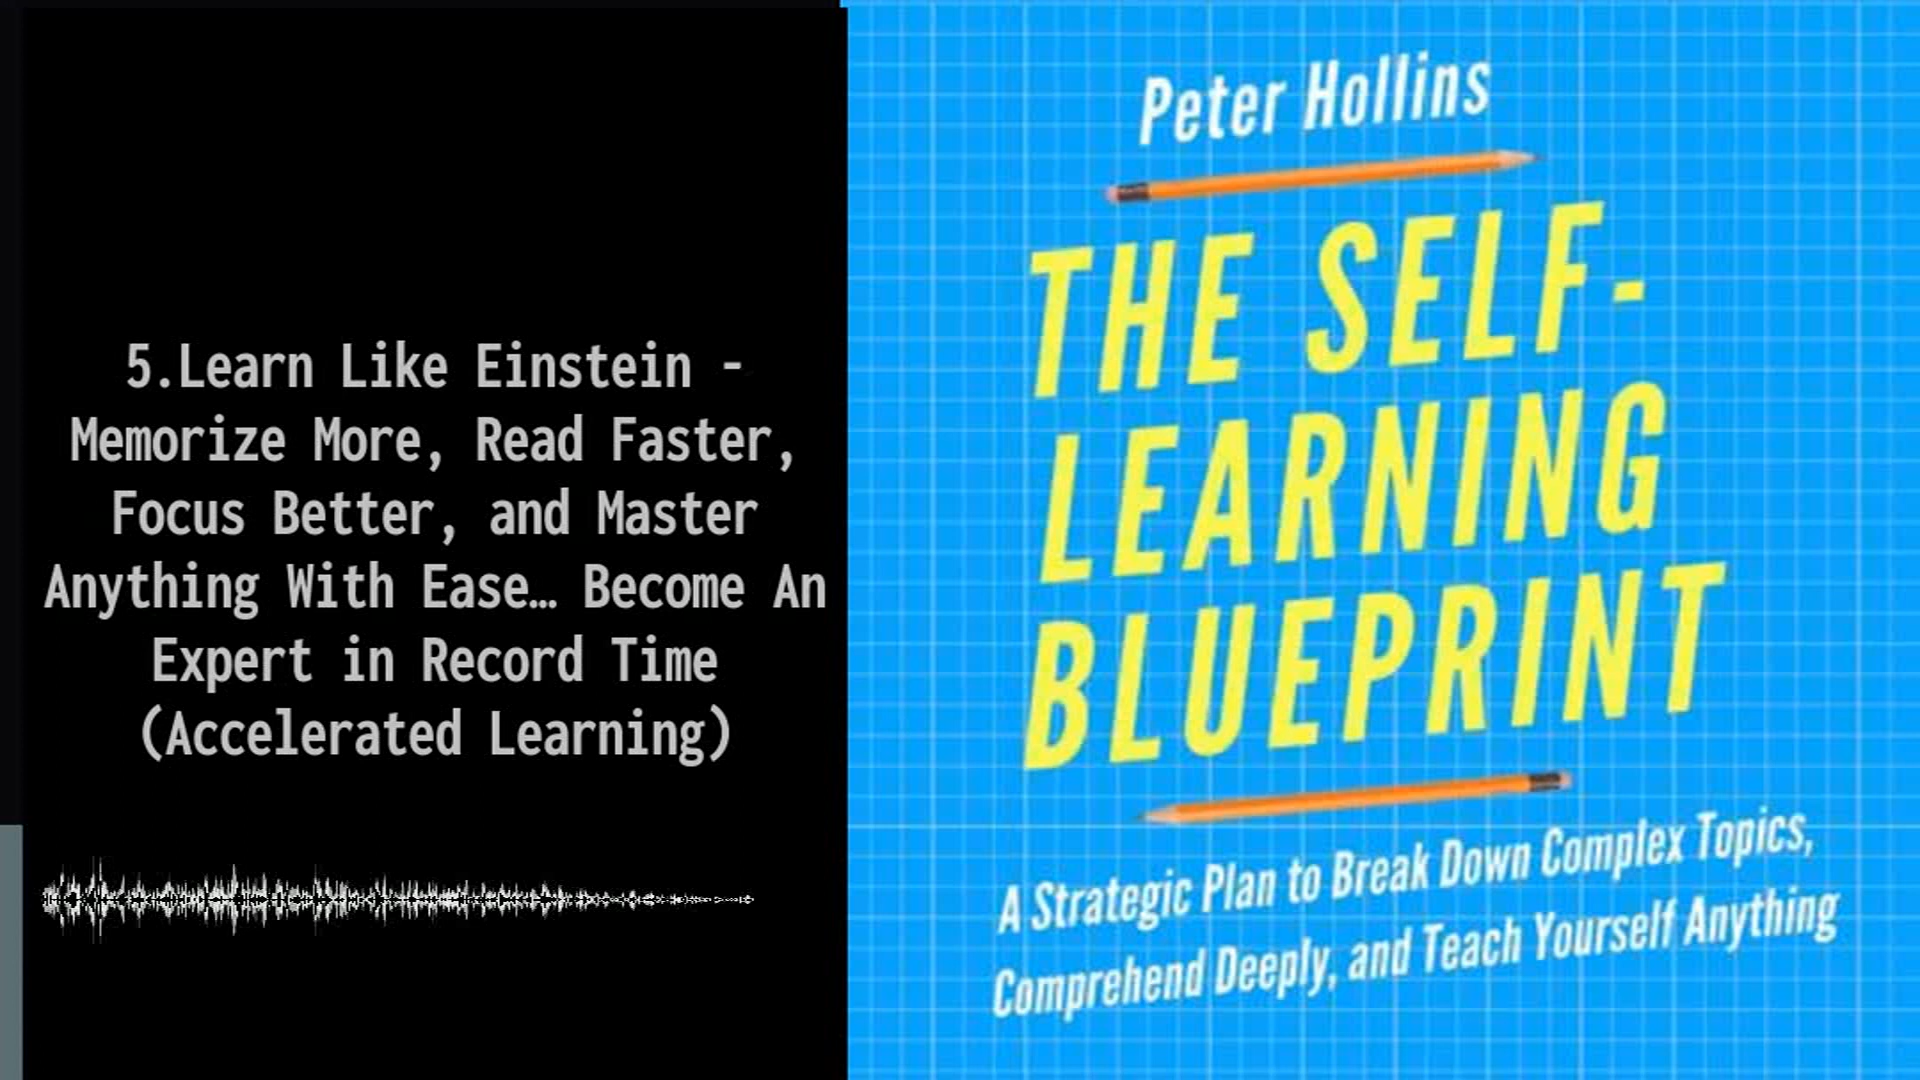 5.Learn Like Einstein -
Memorize More, Read Faster,
Focus Better, and Master
Anything With Ease… Become An
Expert in Record Time
(Accelerated Learning)
Peter Hollins
THE SELF-
LEARNING
BLUEPRINT
A Strategic Plan to Break Down Complex Topics,
Comprehend Deeply, and Teach Yourself Anything